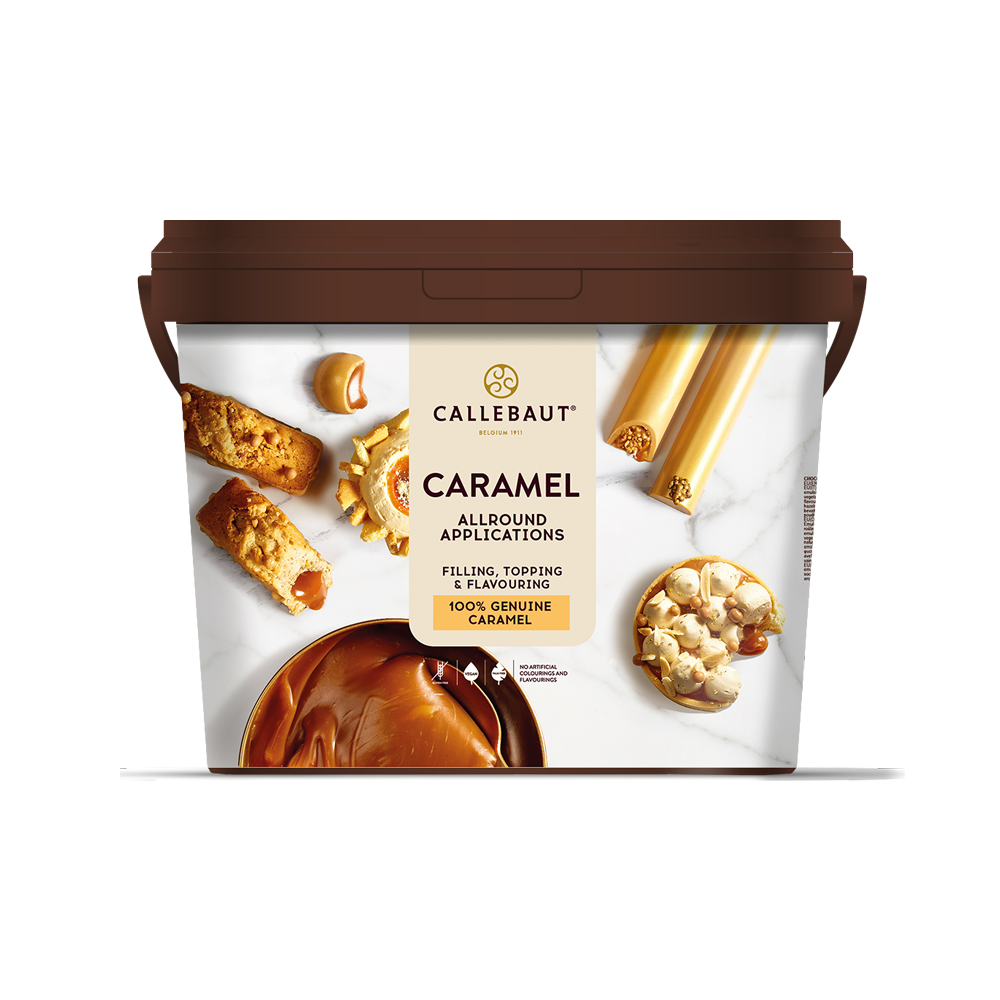 CALLEBAUT®
BELGIUM 1911
CARAMEL
ALLROUND
APPLICATIONS
FILLING, TOPPING
& FLAVOURING
100% GENUINE
CARAMEL
VEGAN
NO ARTIFICIAL
COLOURINGS AND
FLAVOURINGS